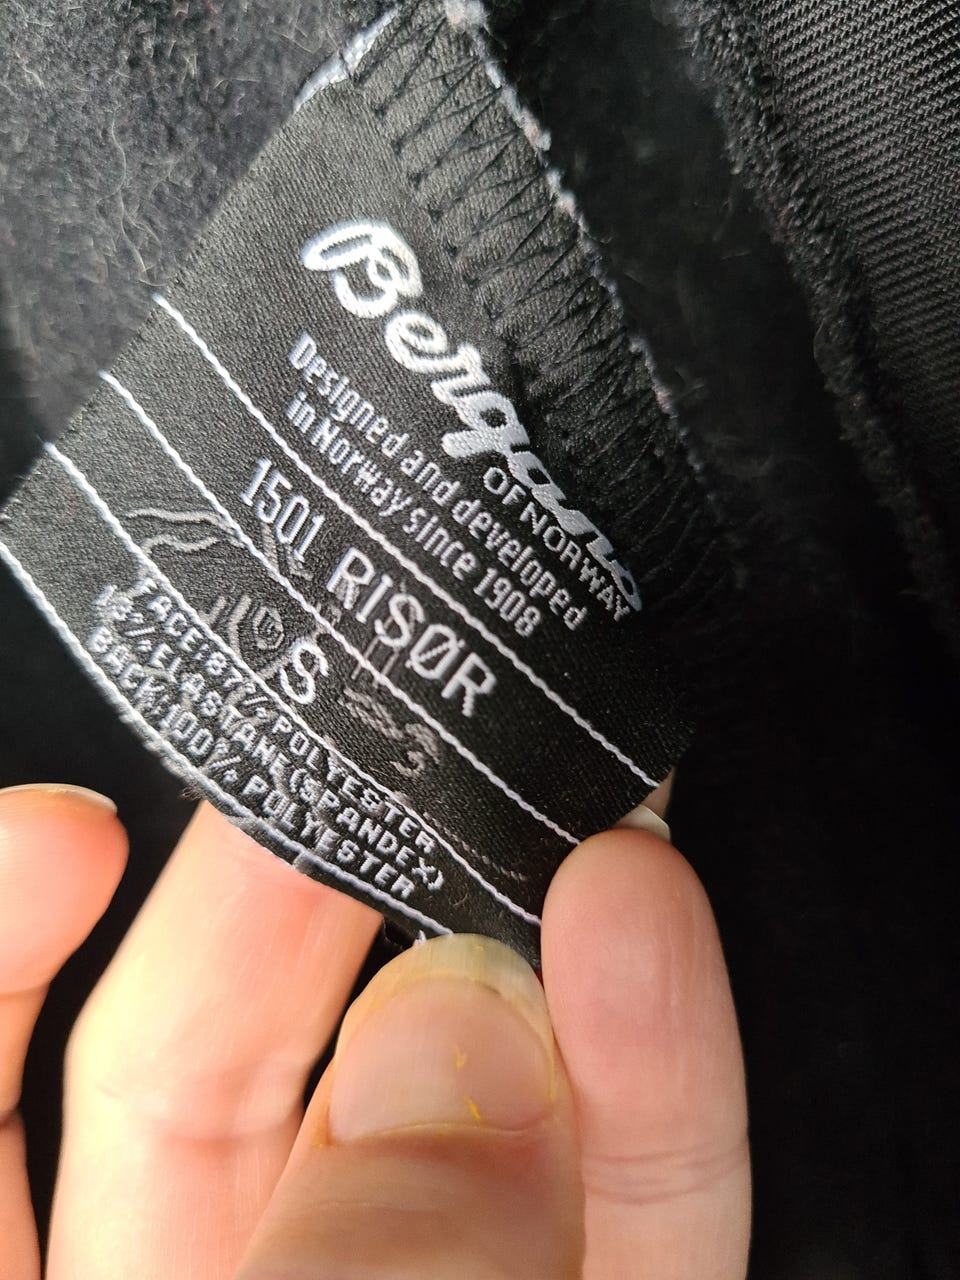 Bergans
OF NORWAY
Designed and developed
in Norway since 1908
1501 RISØR
S
FACE:87% POLYESTER
13% ELASTANE(SPANDEX)
BACK:100% POLYESTER